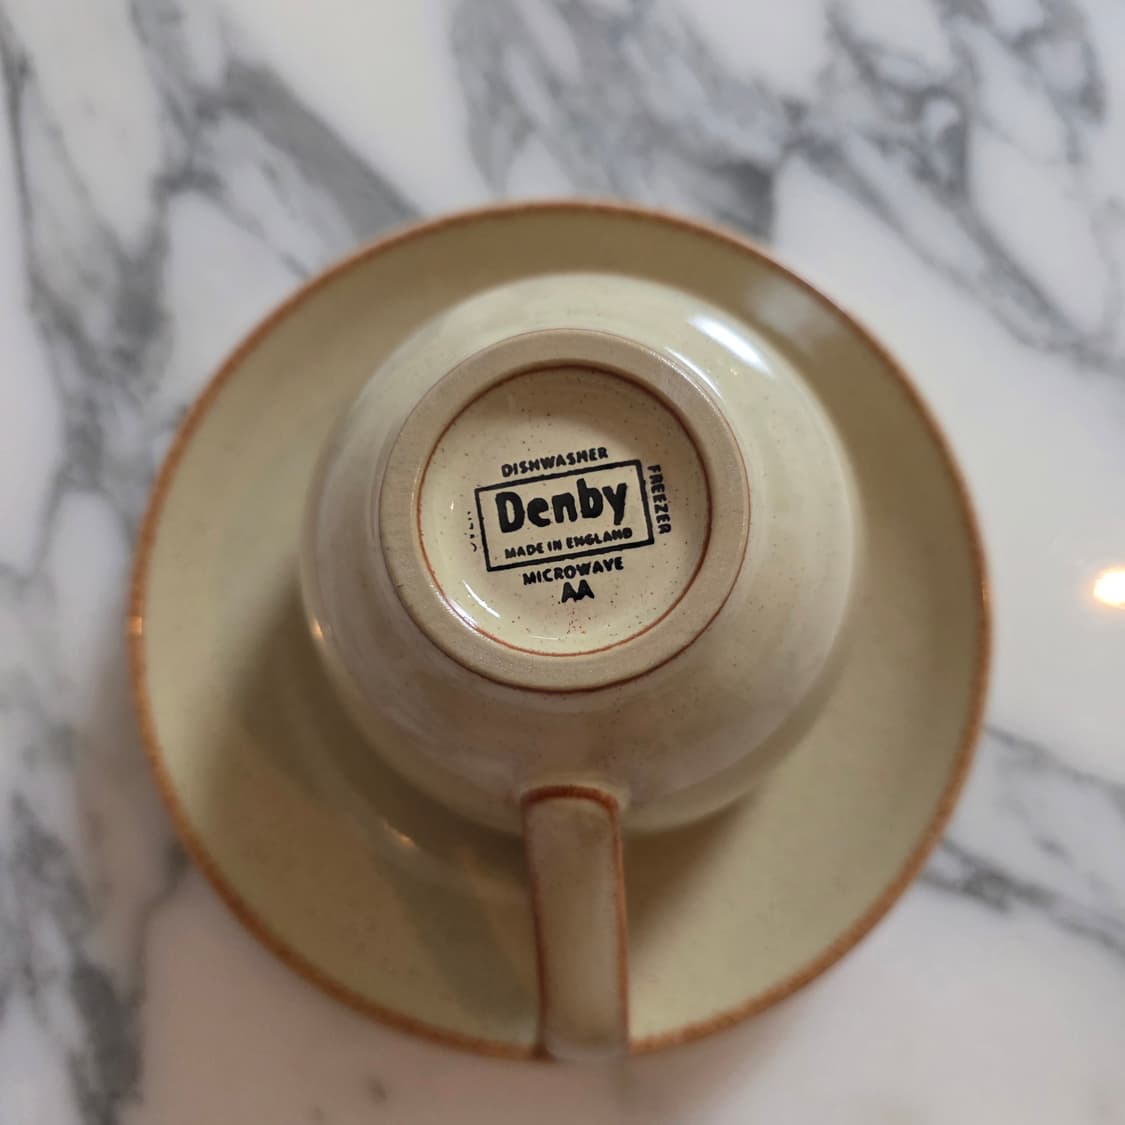 DISHWASHER
Denby
MADE IN ENGLAND
FREEZER
MICROWAVE
AA